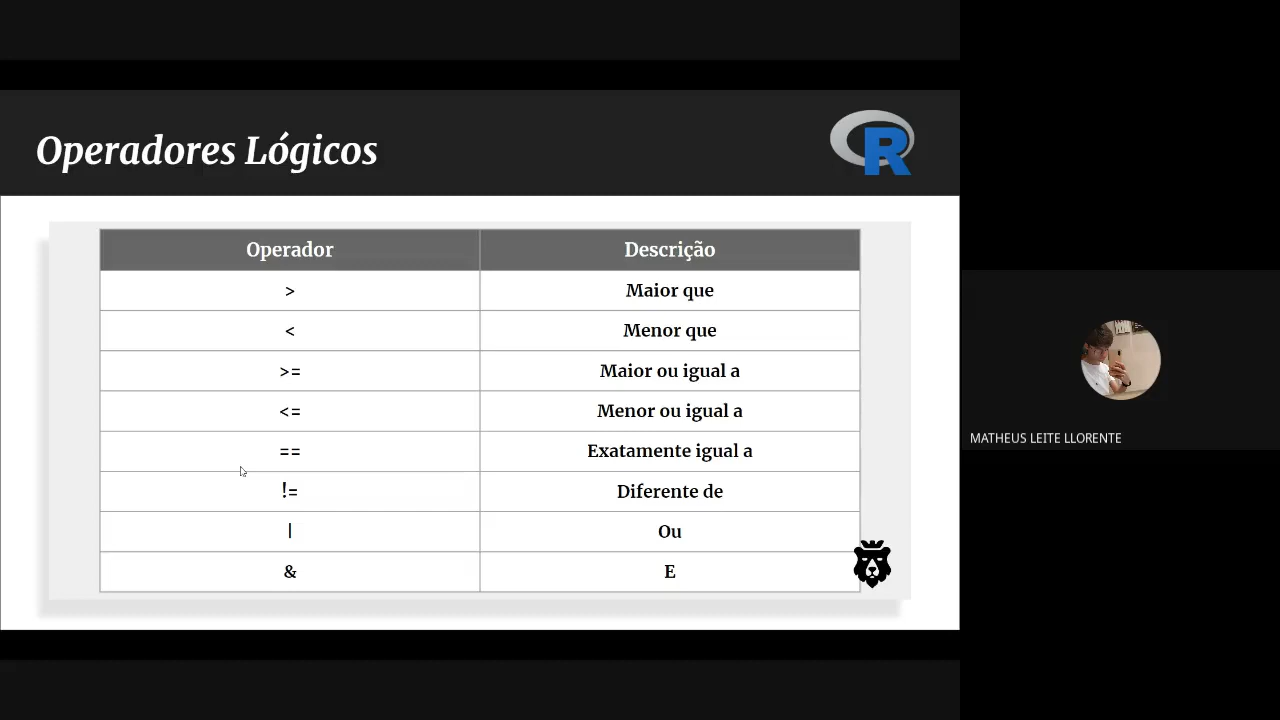 Operadores Lógicos
R
Operador Descrição
> Maior que
< Menor que
>= Maior ou igual a
<= Menor ou igual a
== Exatamente igual a
!= Diferente de
| Ou
& E
MATHEUS LEITE LLORENTE